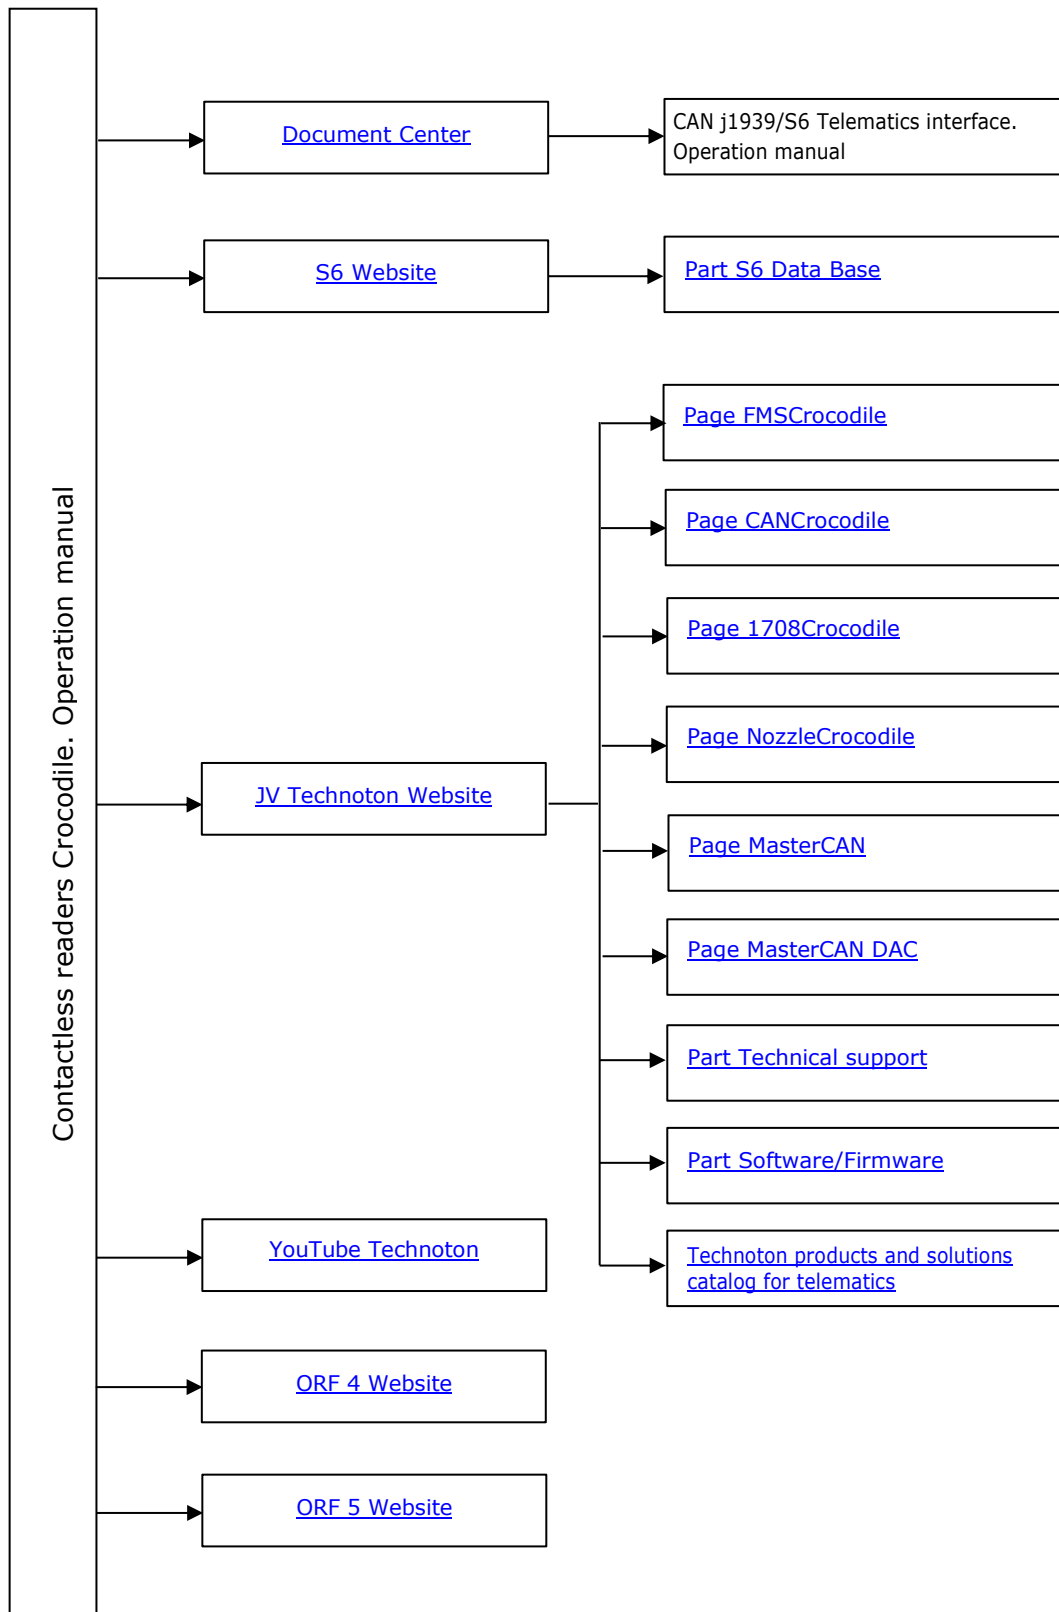 Contactless readers Crocodile. Operation manual
Document Center
CAN j1939/S6 Telematics interface.
Operation manual
S6 Website
Part S6 Data Base
JV Technoton Website
Page FMSCrocodile
Page CANCrocodile
Page 1708Crocodile
Page NozzleCrocodile
Page MasterCAN
Page MasterCAN DAC
Part Technical support
Part Software/Firmware
Technoton products and solutions
catalog for telematics
YouTube Technoton
ORF 4 Website
ORF 5 Website